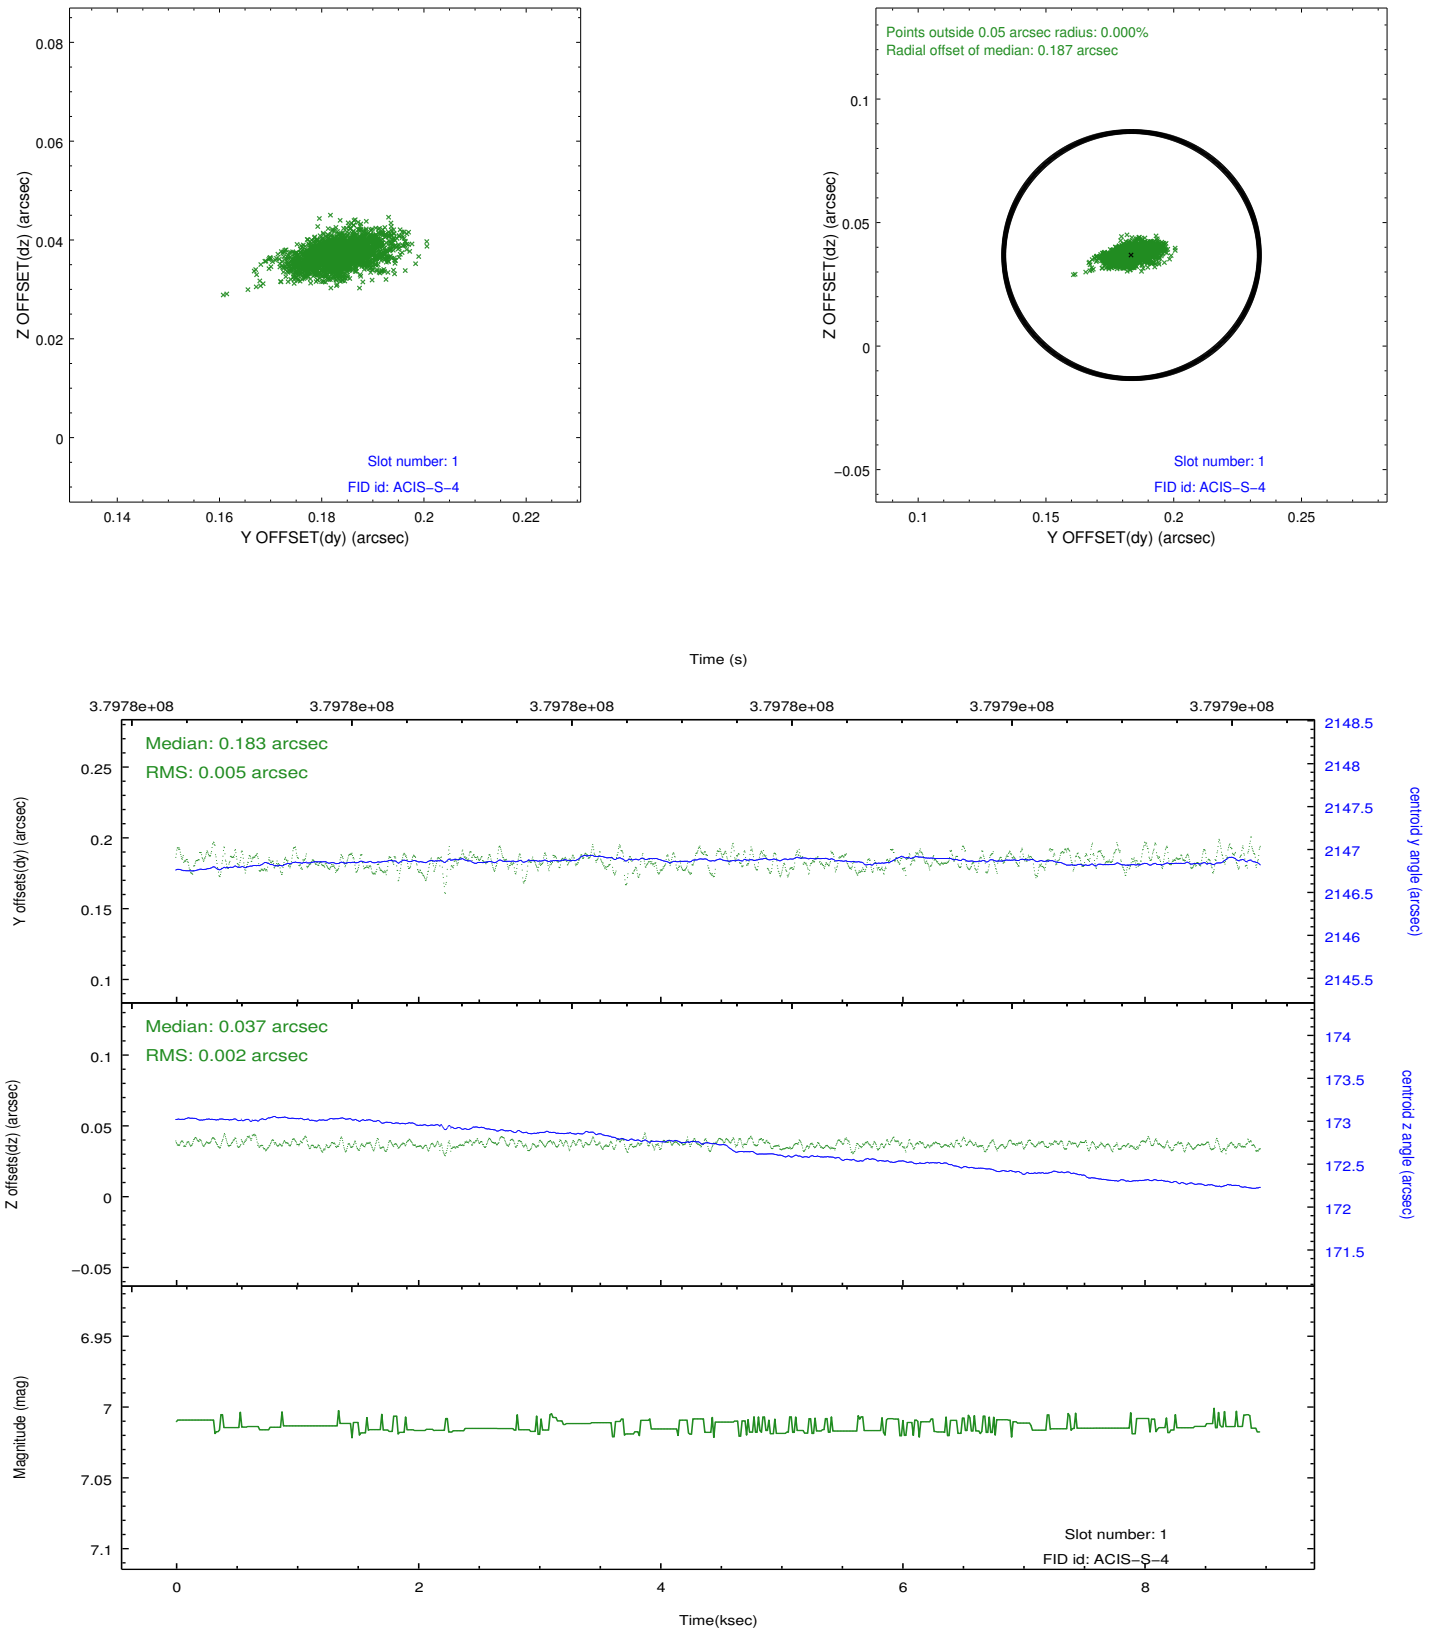 0.08
0.06
0.04
0.02
0
Z OFFSET(dz) (arcsec)
Slot number: 1
FID id: ACIS−S−4
0.14 0.16 0.18 0.2 0.22
Y OFFSET(dy) (arcsec)
Points outside 0.05 arcsec radius: 0.000%
Radial offset of median: 0.187 arcsec
0.1
0.05
0
−0.05
Z OFFSET(dz) (arcsec)
Slot number: 1
FID id: ACIS−S−4
0.1 0.15 0.2 0.25
Y OFFSET(dy) (arcsec)
Time (s)
3.7978e+08 3.7978e+08 3.7978e+08 3.7978e+08 3.7979e+08 3.7979e+08
Median: 0.183 arcsec
RMS: 0.005 arcsec
0.25
0.2
0.15
0.1
Y offsets(dy) (arcsec)
2148.5
2148
2147.5
2147
2146.5
2146
2145.5
centroid y angle (arcsec)
Median: 0.037 arcsec
RMS: 0.002 arcsec
0.1
0.05
0
−0.05
Z offsets(dz) (arcsec)
174
173.5
173
172.5
172
171.5
centroid z angle (arcsec)
6.95
7
7.05
7.1
Magnitude (mag)
Slot number: 1
FID id: ACIS−S−4
0 2 4 6 8
Time(ksec)